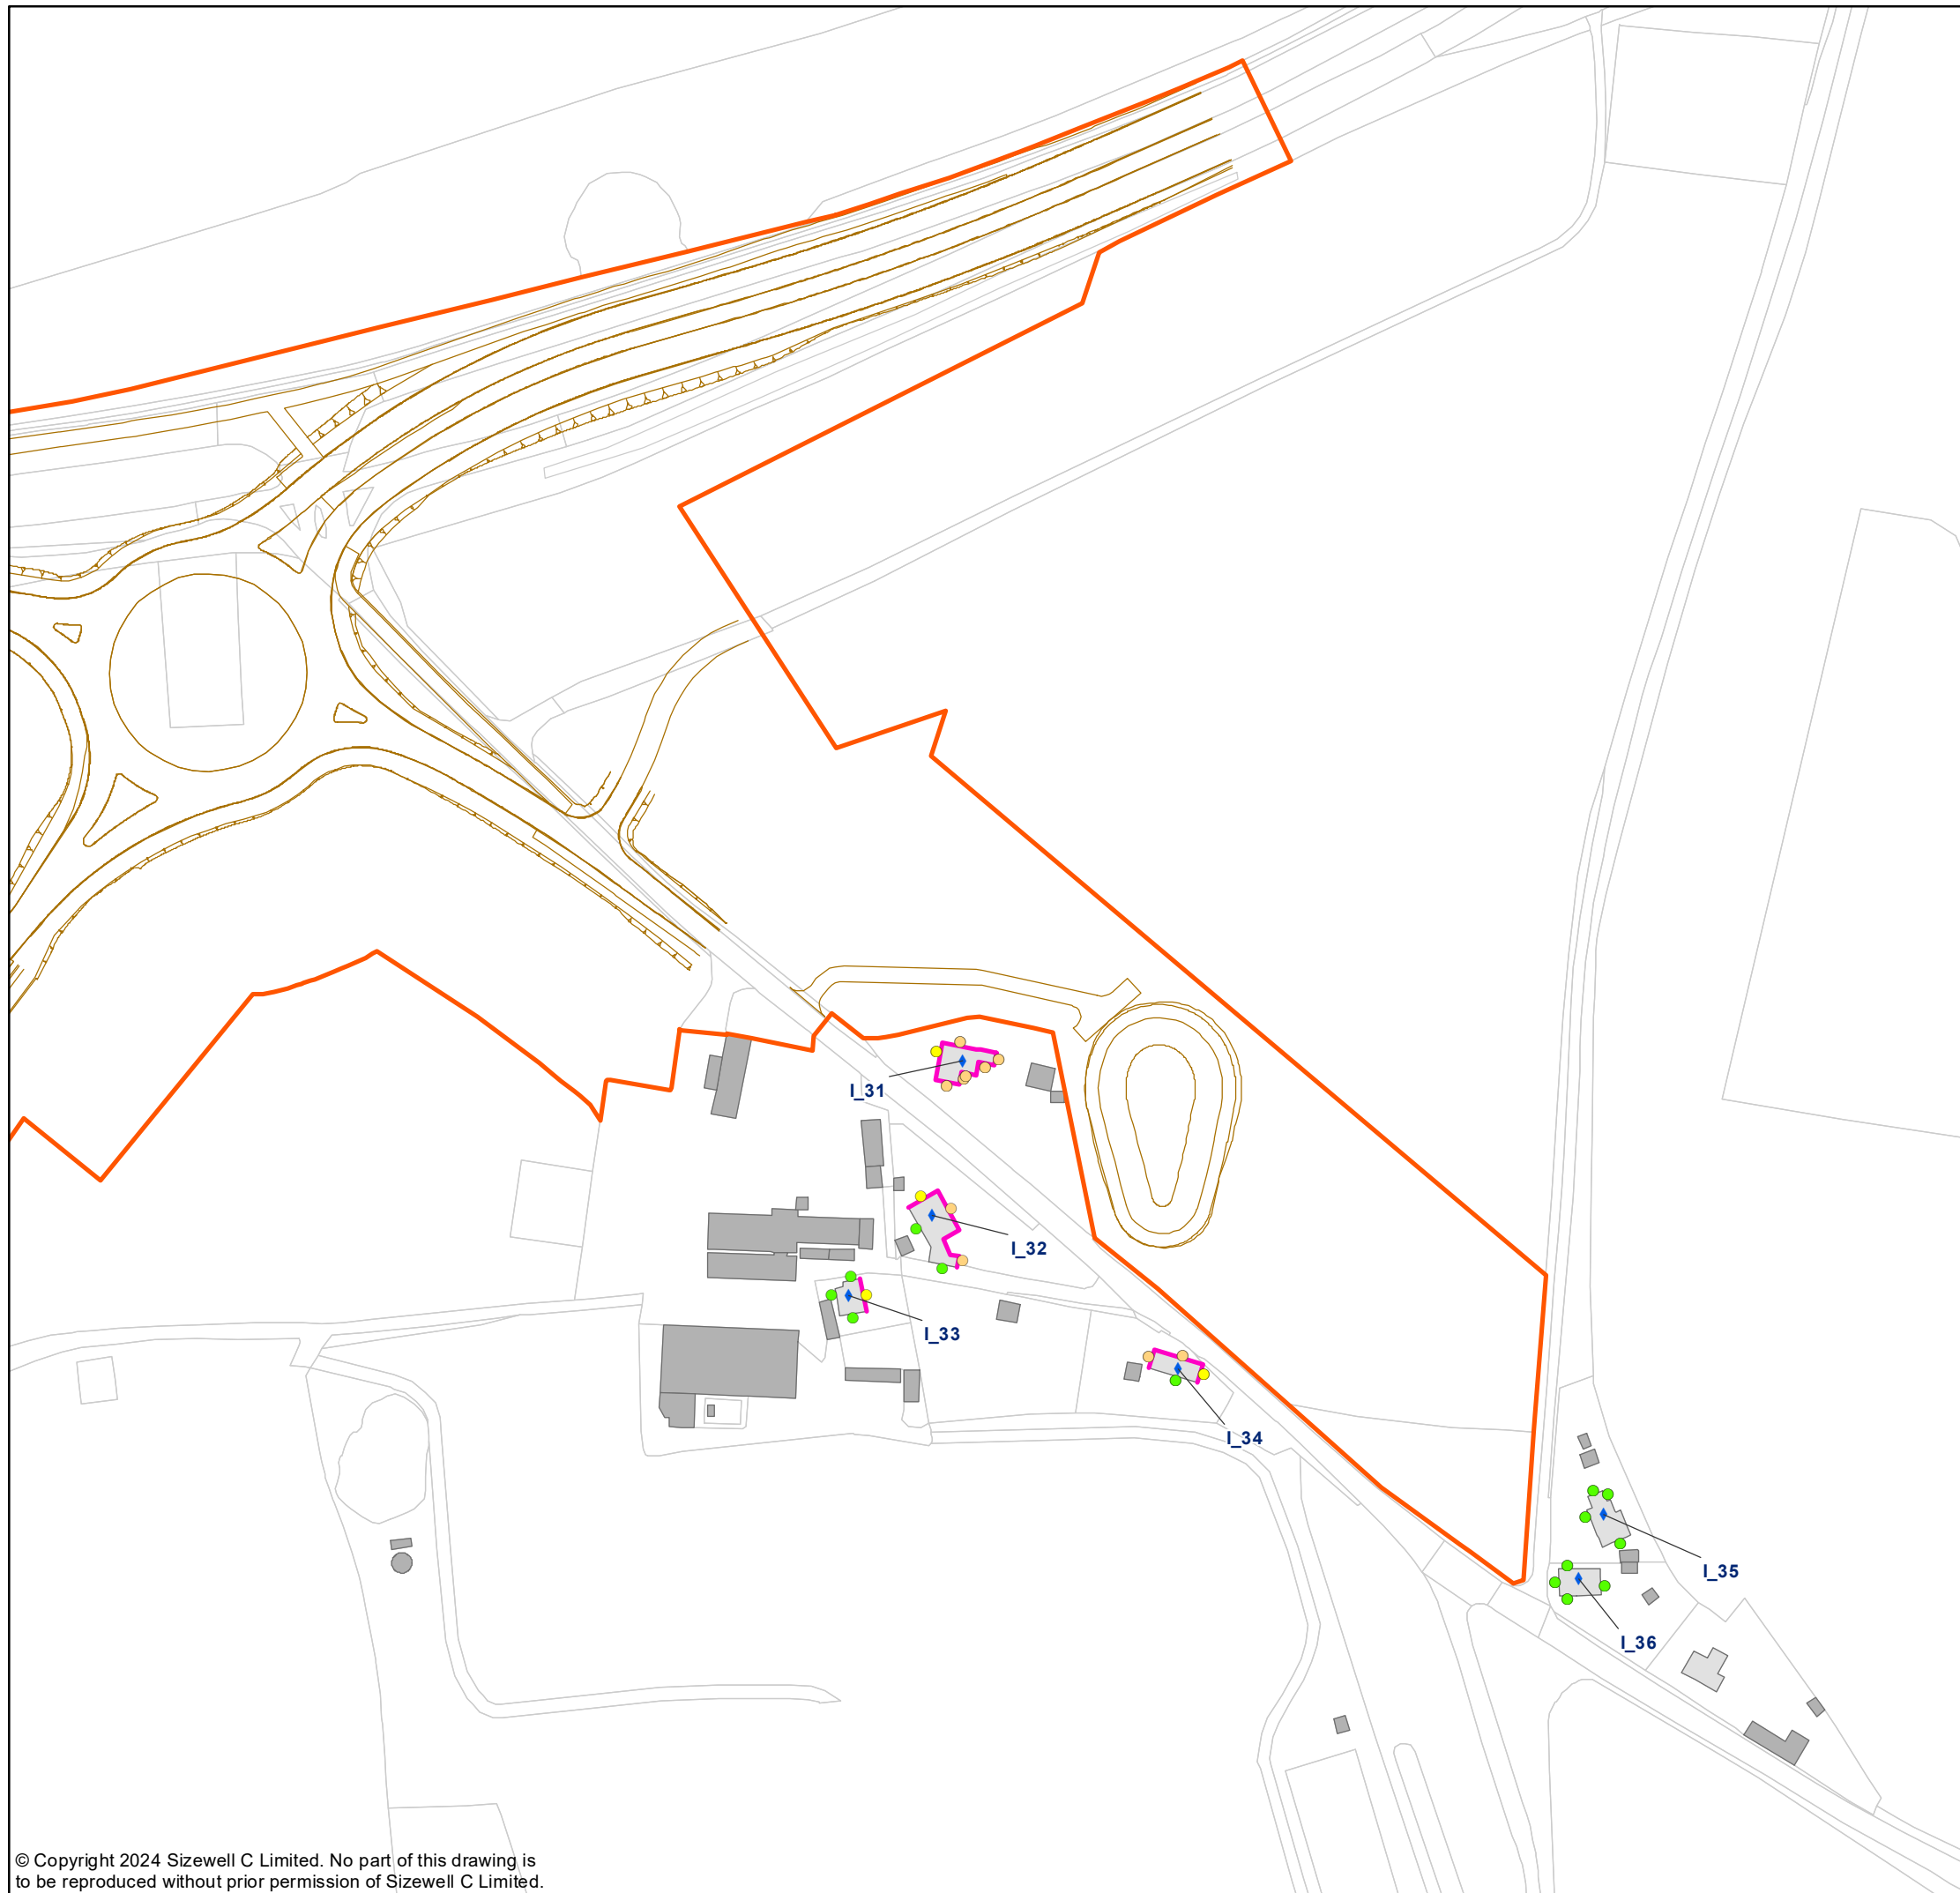 I_31
I_32
I_33
I_34
I_35
I_36
© Copyright 2024 Sizewell C Limited. No part of this drawing is
to be reproduced without prior permission of Sizewell C Limited.